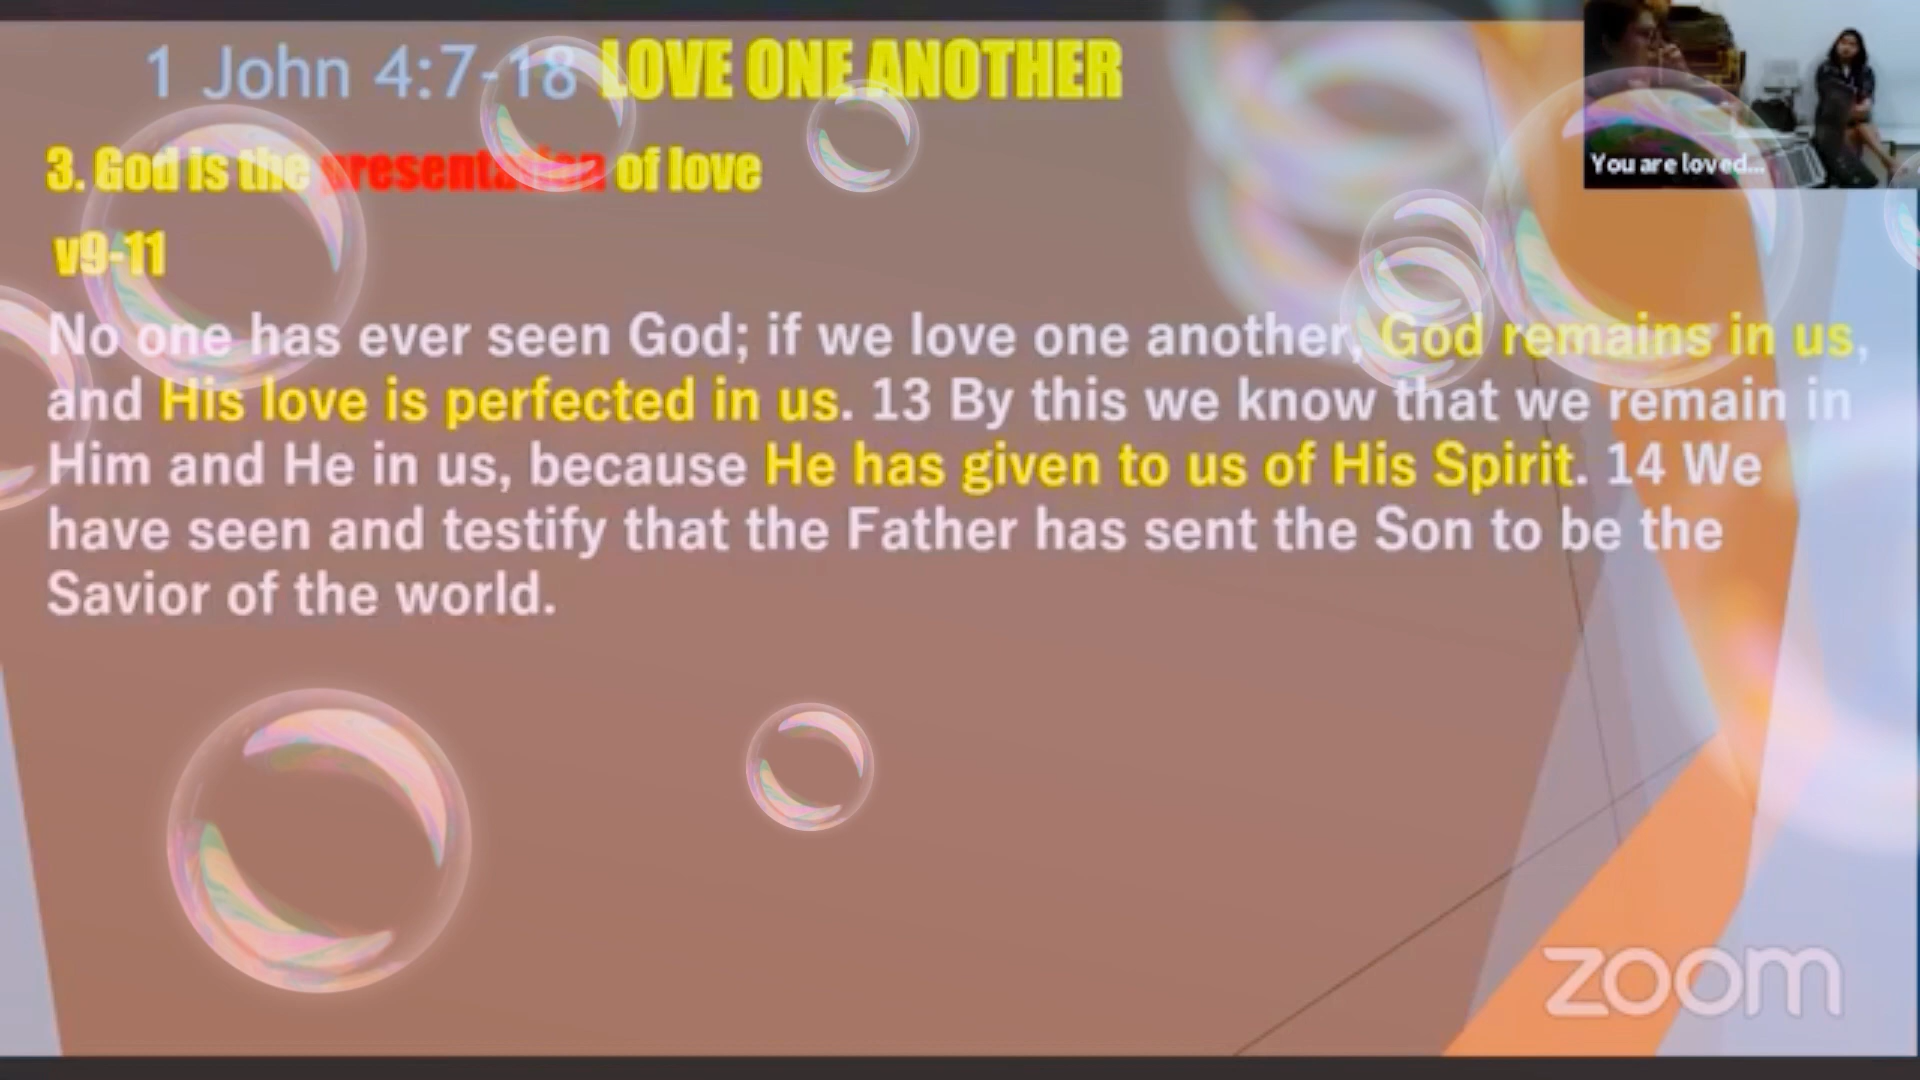 1 John 4:7-18 LOVE ONE ANOTHER
You are loved...
3. God is the presentation of love
v9-11
No one has ever seen God; if we love one another, God remains in us,
and His love is perfected in us. 13 By this we know that we remain in
Him and He in us, because He has given to us of His Spirit. 14 We
have seen and testify that the Father has sent the Son to be the
Savior of the world.
zoom